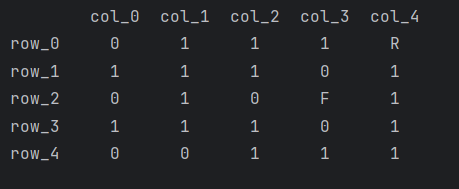 col_0 col_1 col_2 col_3 col_4
row_0 0 1 1 1 R
row_1 1 1 1 0 1
row_2 0 1 0 F 1
row_3 1 1 1 0 1
row_4 0 0 1 1 1